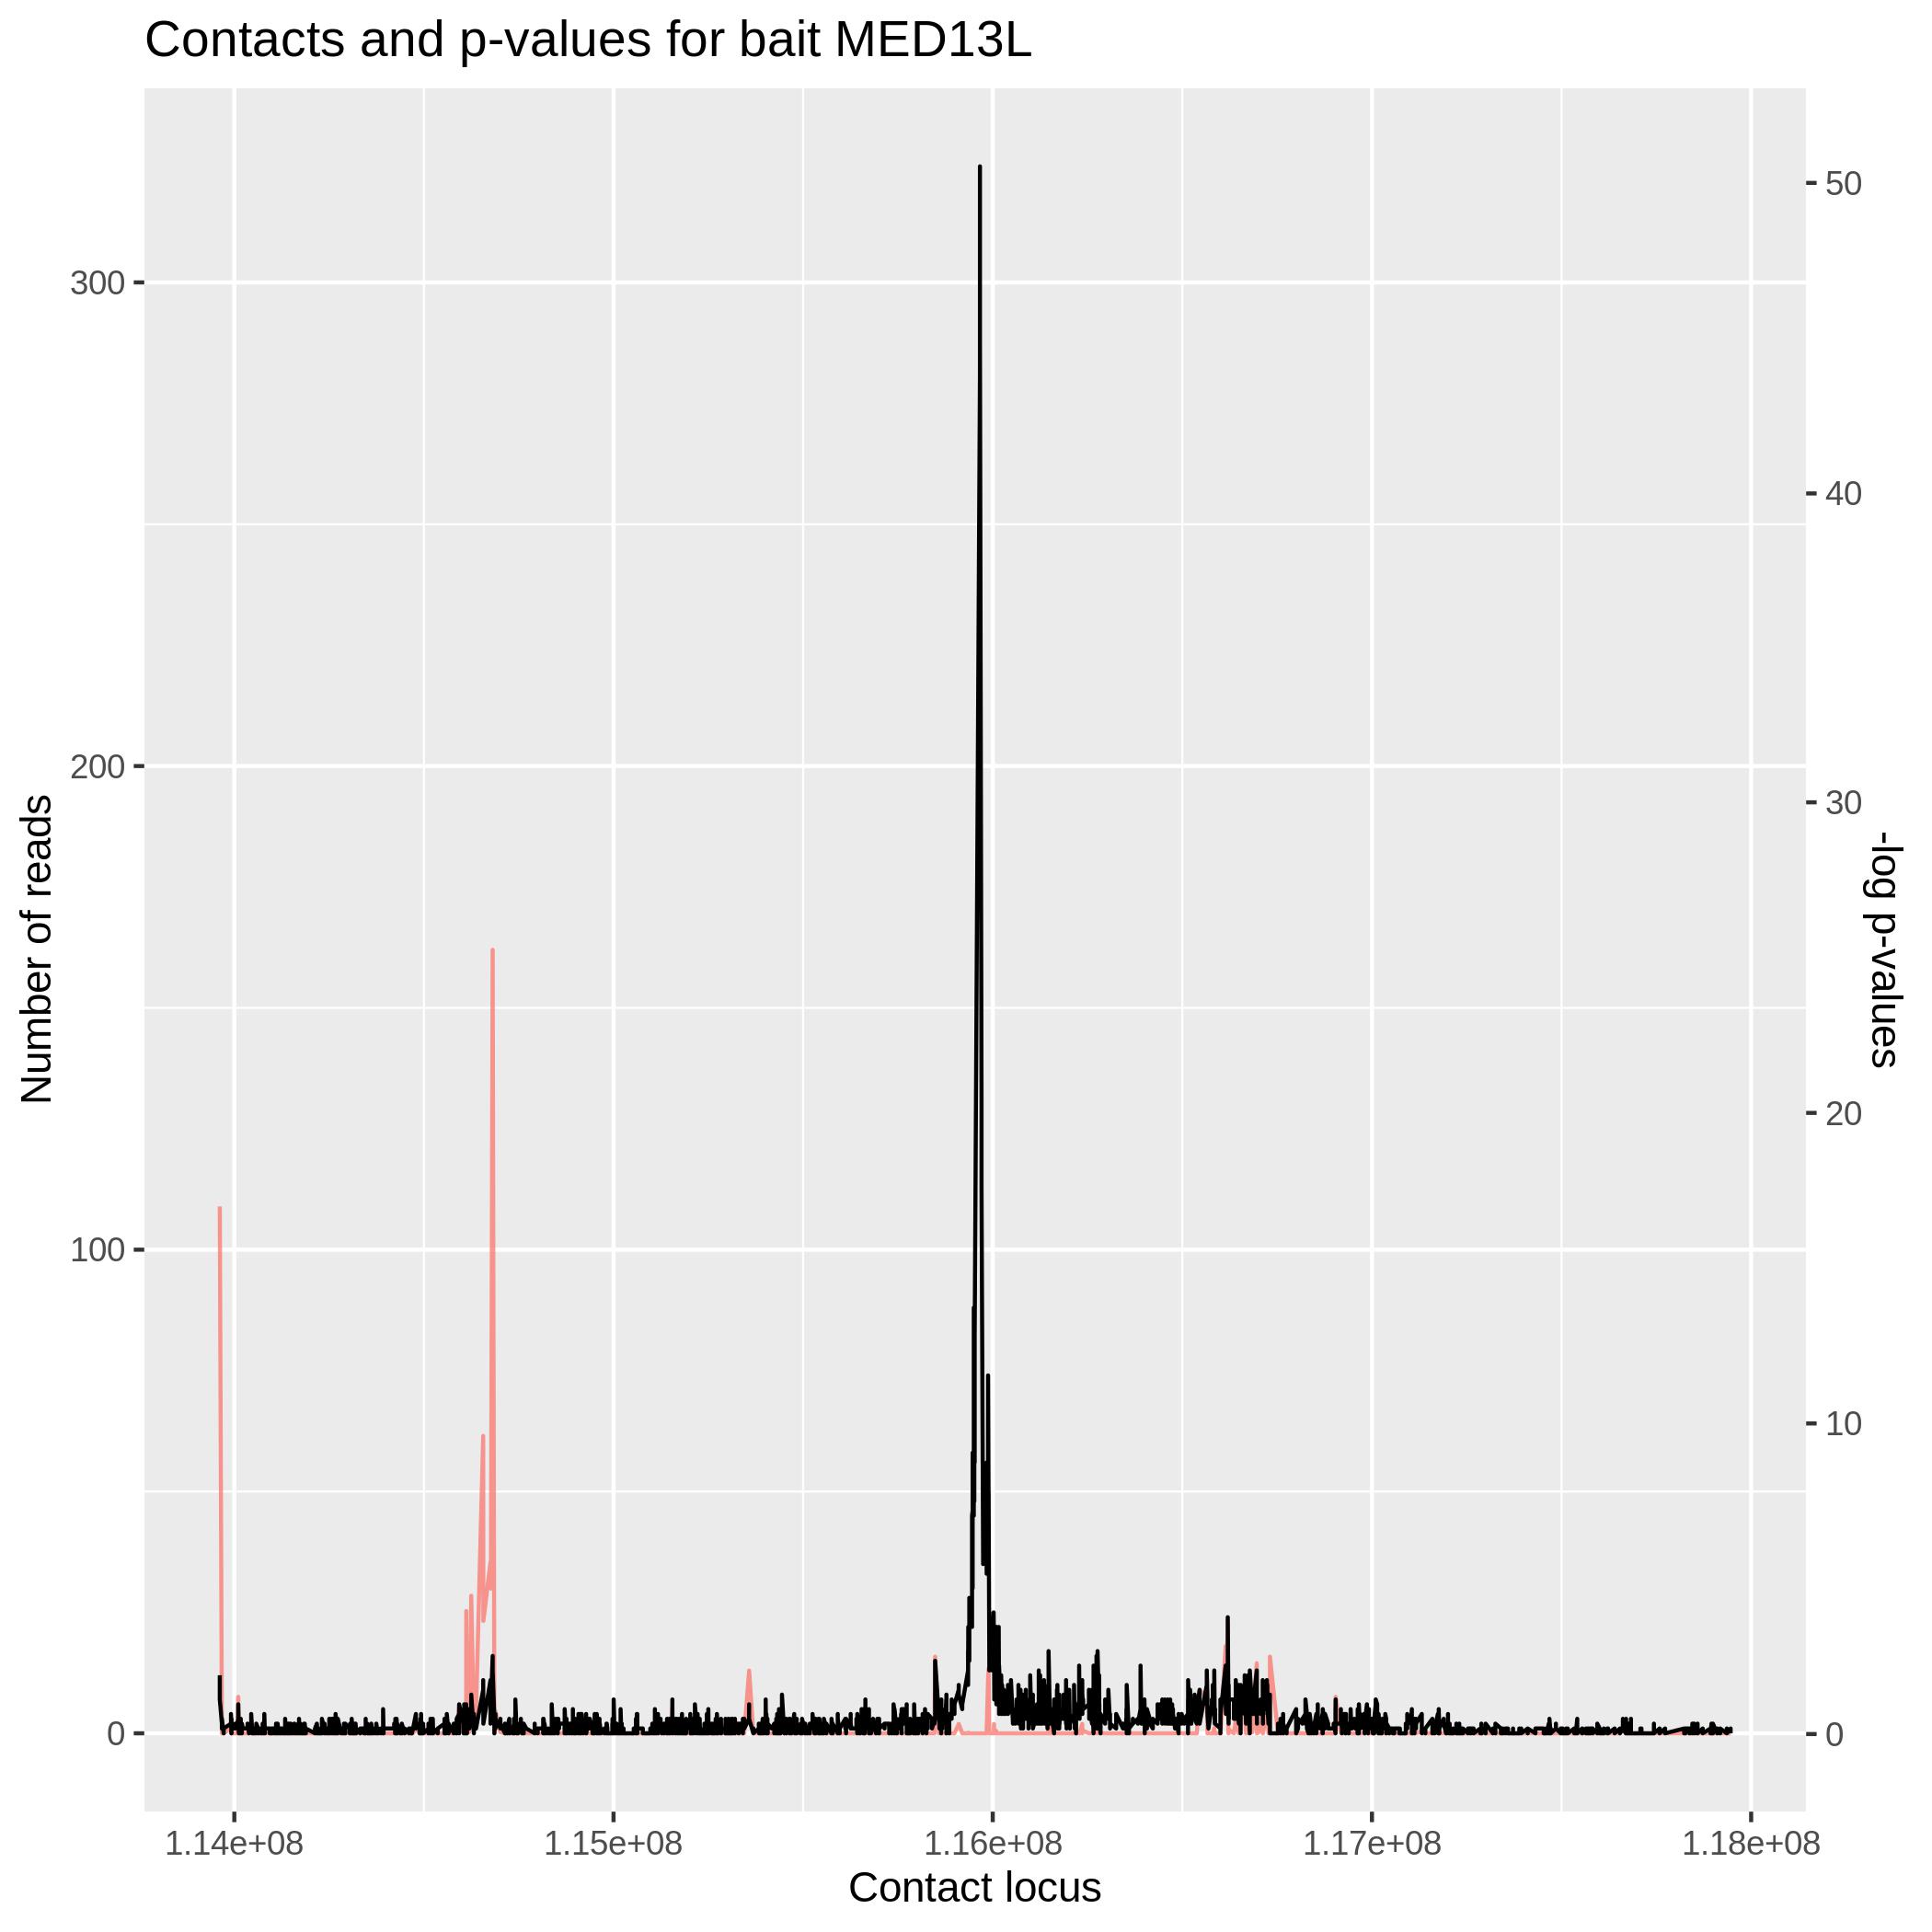 Contacts and p-values for bait MED13L
Number of reads
300
200
100
0
50
40
30
20
10
0
-log p-values
1.14e+08
1.15e+08
1.16e+08
1.17e+08
1.18e+08
Contact locus